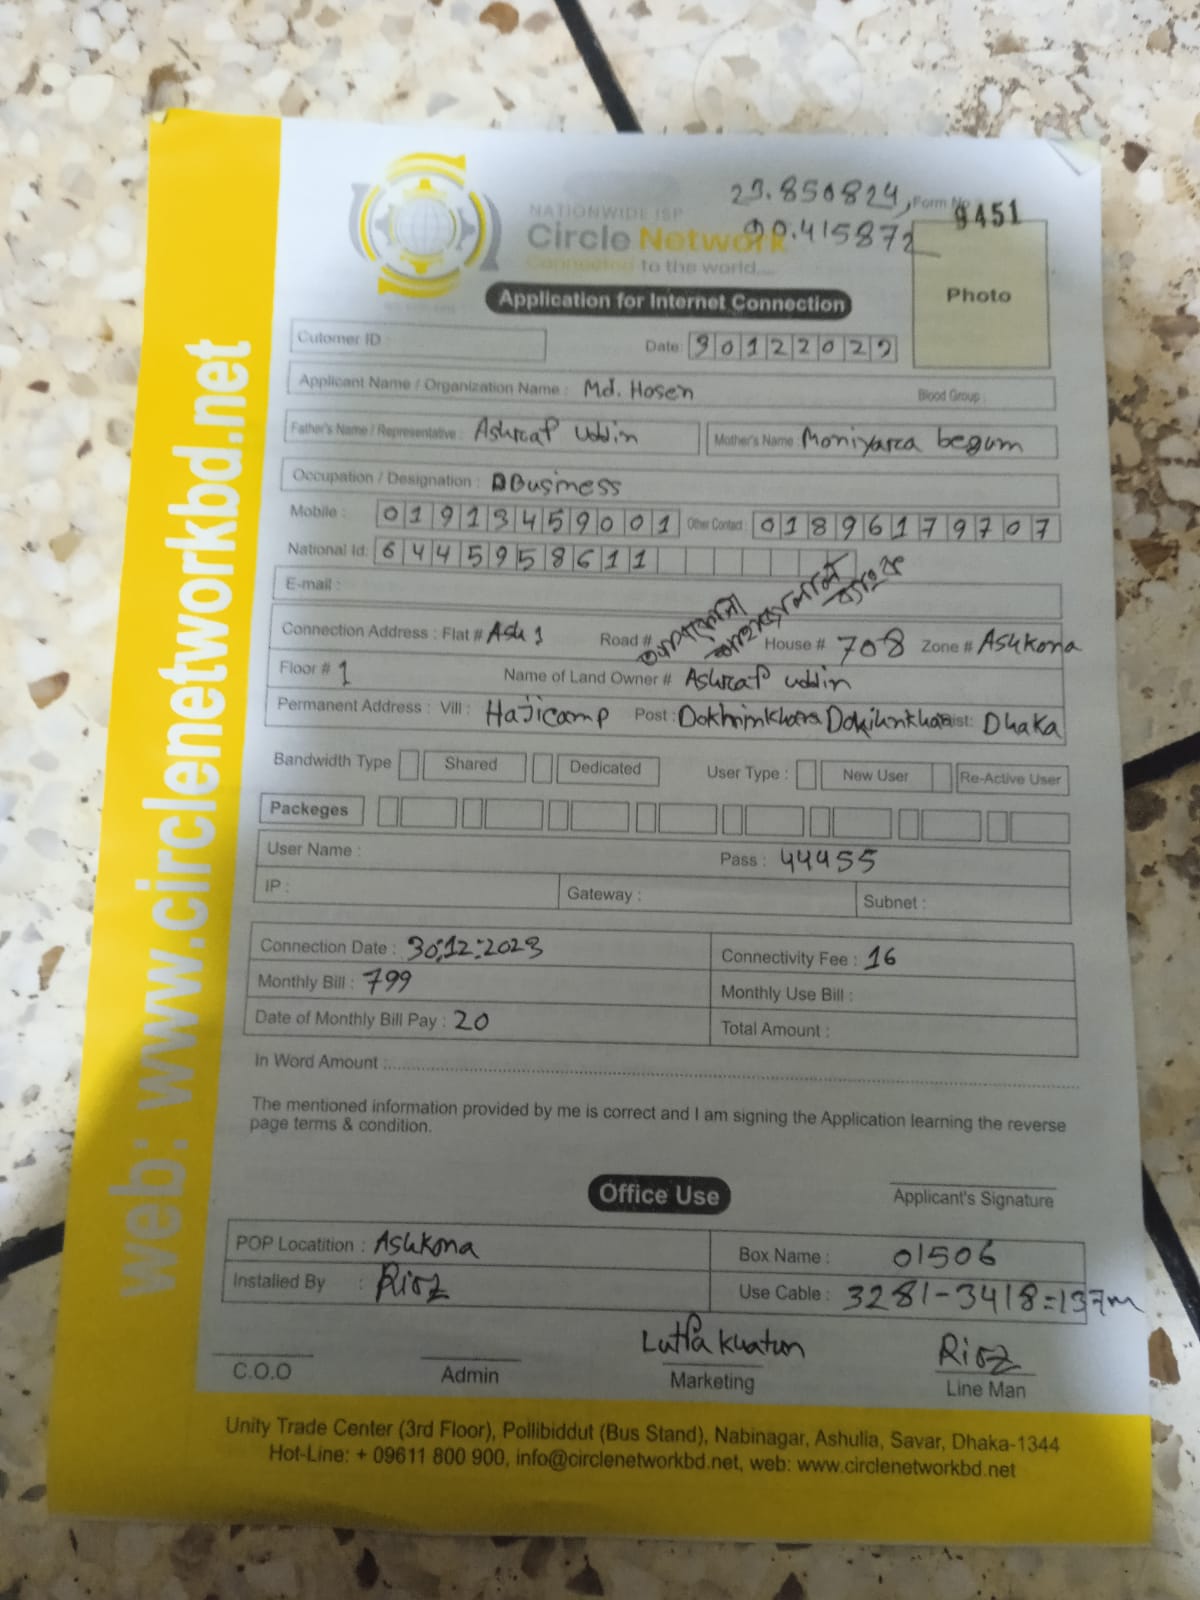 23.850824,
90.415872
Form No
9451
NATIONWIDE ISP
Circle Network
Connected to the world....
Photo
Application for Internet Connection
Cutomer ID :
Date: 30122023
Applicant Name / Organization Name : Md. Hosen Blood Group :
Father's Name / Representative : Ashraf uddin Mother's Name : Moniyara begum
Occupation / Designation : Business
Mobile : 01913459001 Other Contact : 01896179707
National Id: 6445958611
E-mail :
Connection Address : Flat # Ash 1 Road # House # 708 Zone # Ashkona
Floor # 1 Name of Land Owner # Ashraf uddin
Permanent Address : Vill : Hajicamp Post : Dokhinkhara Dokihnkhan Dist: Dhaka
Bandwidth Type Shared Dedicated User Type : New User Re-Active User
Packeges
User Name : Pass : 44455
IP : Gateway : Subnet :
Connection Date : 30:12:2023 Connectivity Fee : 16
Monthly Bill : 799 Monthly Use Bill :
Date of Monthly Bill Pay : 20 Total Amount :
In Word Amount :
The mentioned information provided by me is correct and I am signing the Application learning the reverse
page terms & condition.
Office Use
Applicant's Signature
POP Locatition : Ashkona Box Name : 01506
Installed By : Riaz Use Cable : 3281-3418=137m
Lutfa khatun Riaz
C.O.O Admin Marketing Line Man
Unity Trade Center (3rd Floor), Pollibiddut (Bus Stand), Nabinagar, Ashulia, Savar, Dhaka-1344
Hot-Line: + 09611 800 900, info@circlenetworkbd.net, web: www.circlenetworkbd.net
web: www.circlenetworkbd.net